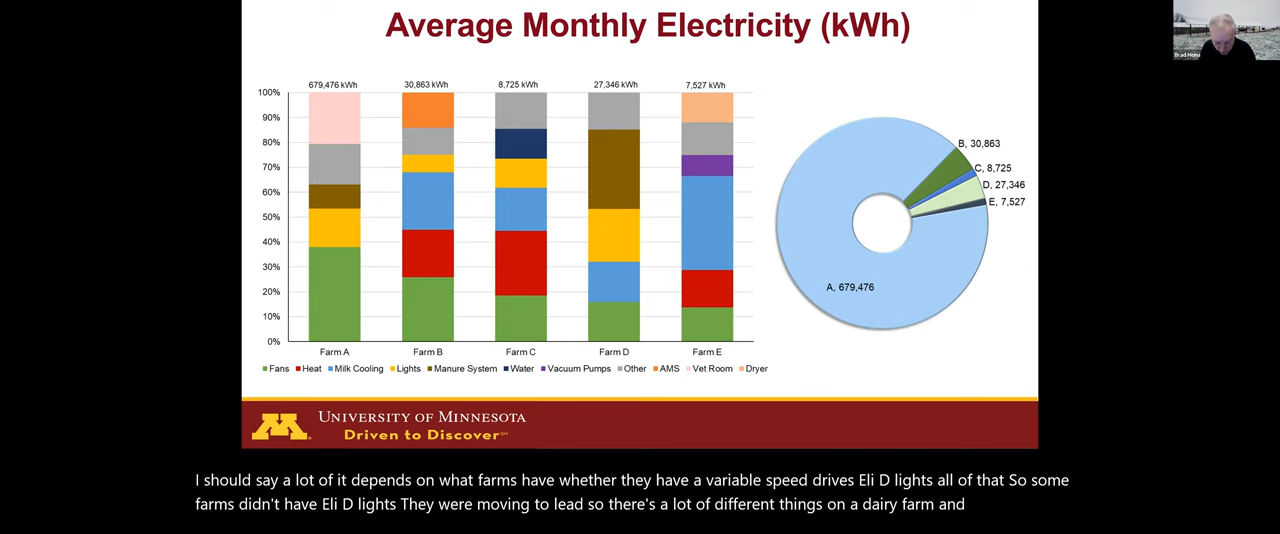 Average Monthly Electricity (kWh)
679,476 kWh
30,863 kWh
8,725 kWh
27,346 kWh
7,527 kWh
100%
90%
80%
70%
60%
50%
40%
30%
20%
10%
0%
Farm A
Farm B
Farm C
Farm D
Farm E
Fans Heat Milk Cooling Lights Manure System Water Vacuum Pumps Other AMS Vet Room Dryer
B, 30,863
C, 8,725
D, 27,346
E, 7,527
A, 679,476
Brad Heins
UNIVERSITY OF MINNESOTA
Driven to Discover℠
I should say a lot of it depends on what farms have whether they have a variable speed drives Eli D lights all of that So some
farms didn't have Eli D lights They were moving to lead so there's a lot of different things on a dairy farm and